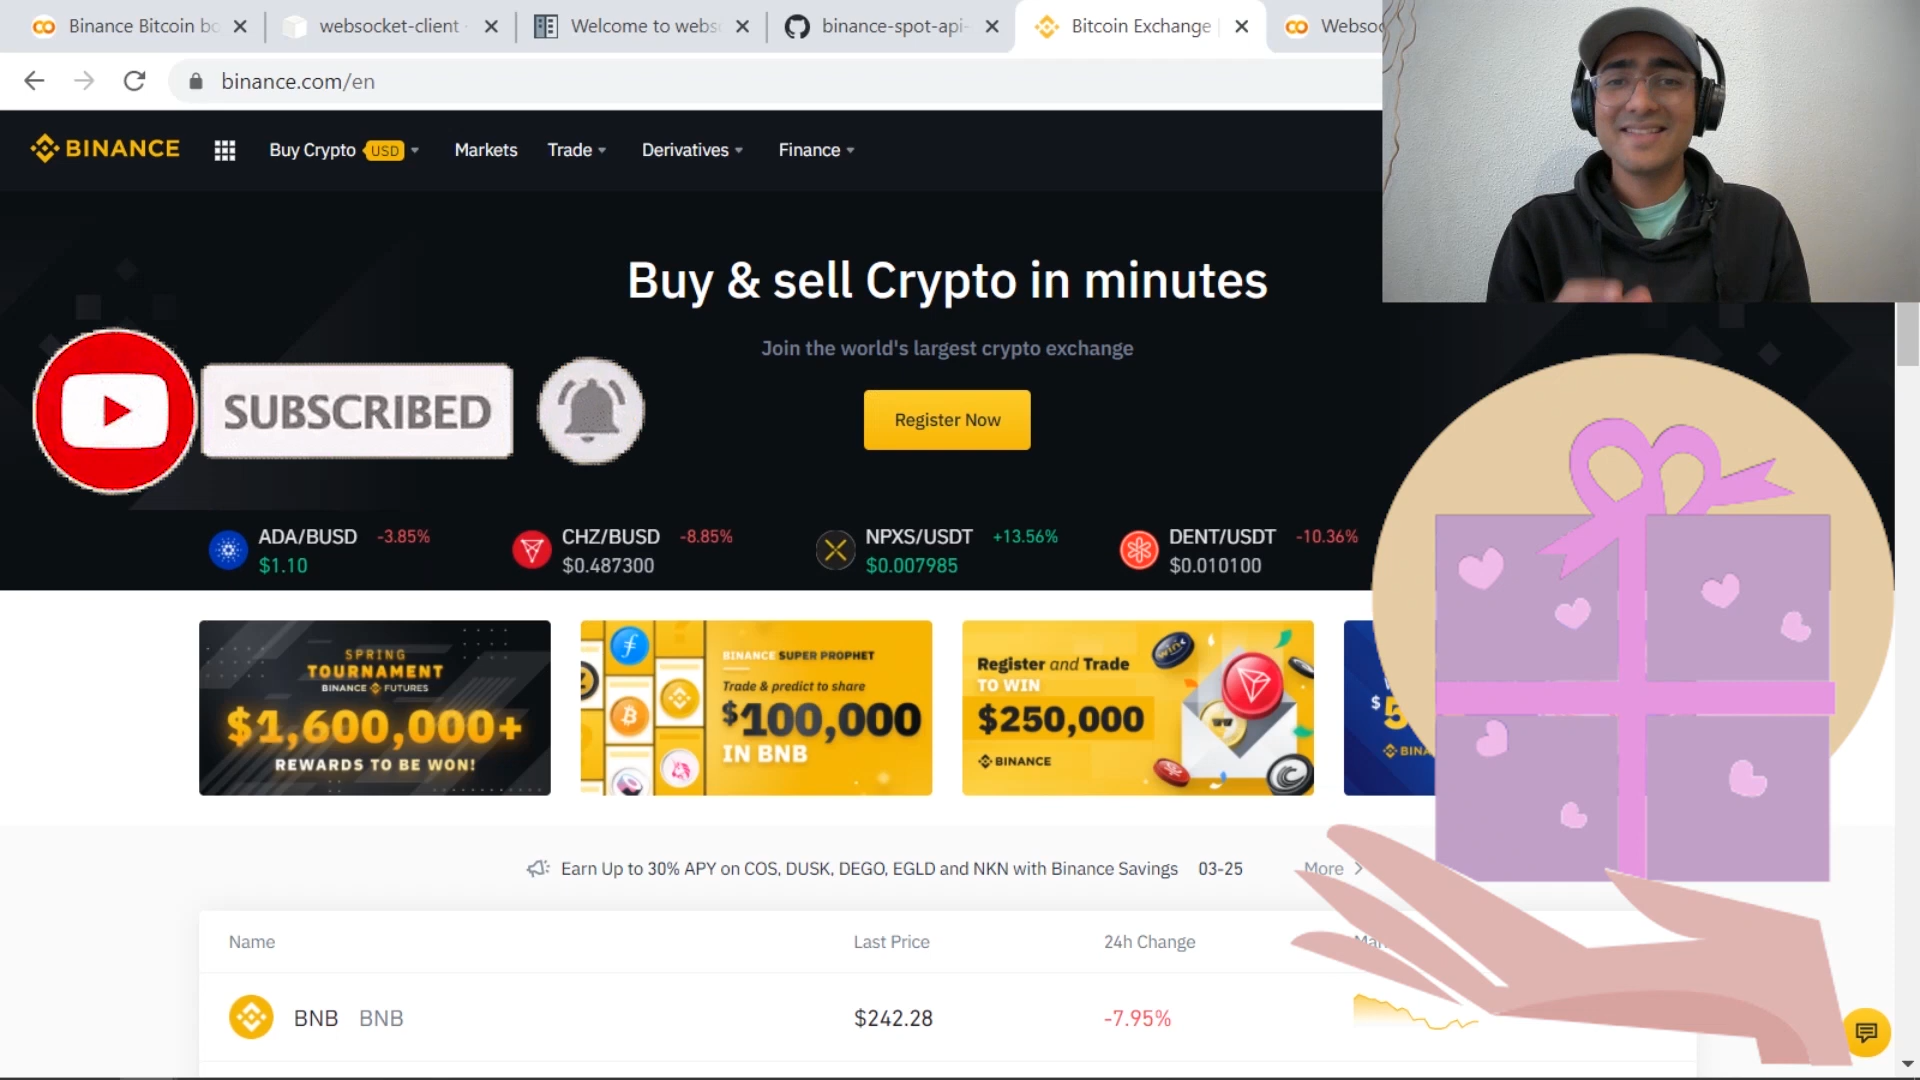 Binance Bitcoin bo
websocket-client
Welcome to webs
binance-spot-api-
Bitcoin Exchange |
Websoc
binance.com/en
BINANCE
Buy Crypto USD
Markets
Trade
Derivatives
Finance
Buy & sell Crypto in minutes
Join the world's largest crypto exchange
SUBSCRIBED
Register Now
ADA/BUSD -3.85%
$1.10
CHZ/BUSD -8.85%
$0.487300
NPXS/USDT +13.56%
$0.007985
DENT/USDT -10.36%
$0.010100
SPRING
TOURNAMENT
BINANCE FUTURES
$1,600,000+
REWARDS TO BE WON!
BINANCE SUPER PROPHET
Trade & predict to share
$100,000
IN BNB
Register and Trade
TO WIN
$250,000
BINANCE
$5
BINA
Earn Up to 30% APY on COS, DUSK, DEGO, EGLD and NKN with Binance Savings 03-25
More
Name
Last Price
24h Change
Mar
BNB BNB
$242.28
-7.95%